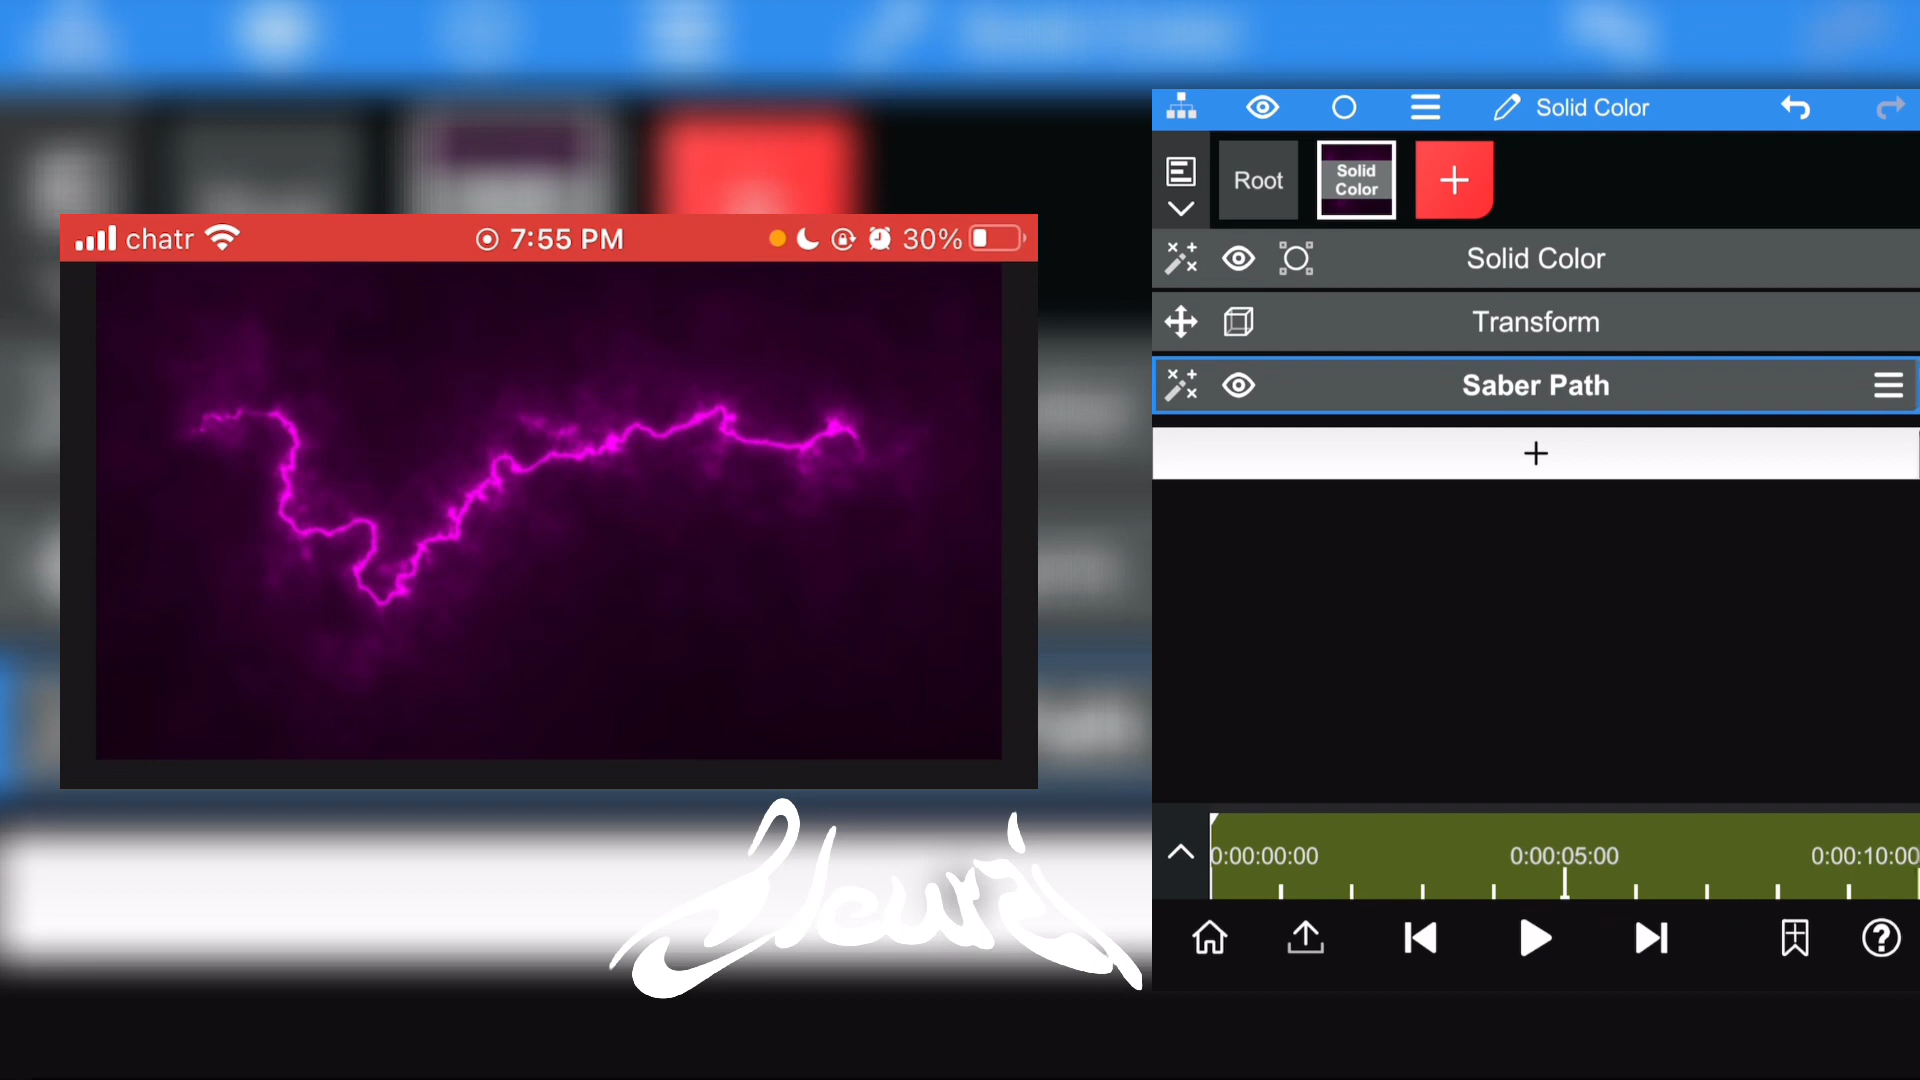 Solid Color
Root
Solid
Color
chatr 7:55 PM 30%
Solid Color
Transform
Saber Path
0:00:00:00 0:00:05:00 0:00:10:00